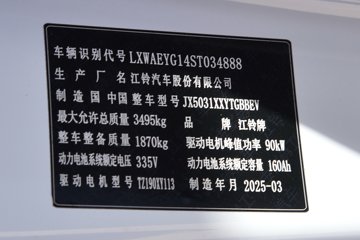 车辆识别代号 LXWAEYG14ST034888
生产厂名 江铃汽车股份有限公司
制造国 中国 整车型号 JX5031XXYTGBBEV
最大允许总质量 3495kg 品牌 江铃牌
整车整备质量 1870kg 驱动电机峰值功率 90kW
动力电池系统额定电压 335V 动力电池系统额定容量 160Ah
驱动电机型号 TZ190XY113 制造年月 2025-03